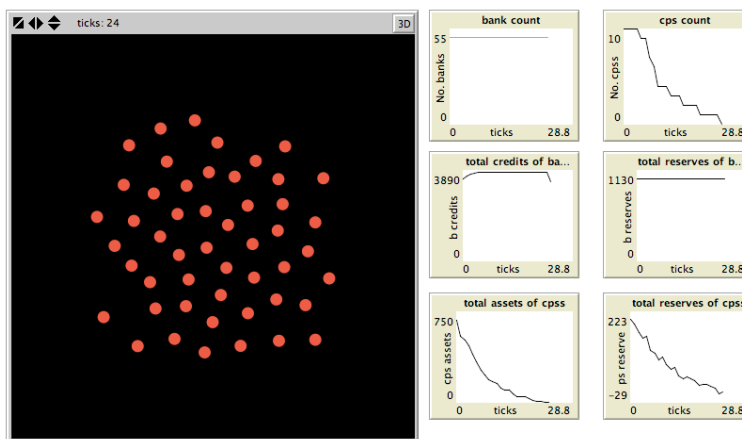 ticks: 24
3D
bank count
55
No. banks
0
0
ticks
28.8
cps count
10
No. cpss
0
0
ticks
28.8
total credits of ba...
3890
b credits
0
0
ticks
28.8
total reserves of b...
1130
b reserves
0
0
ticks
28.8
total assets of cpss
750
cps assets
0
0
ticks
28.8
total reserves of cpss
223
ps reserve
-29
0
ticks
28.8